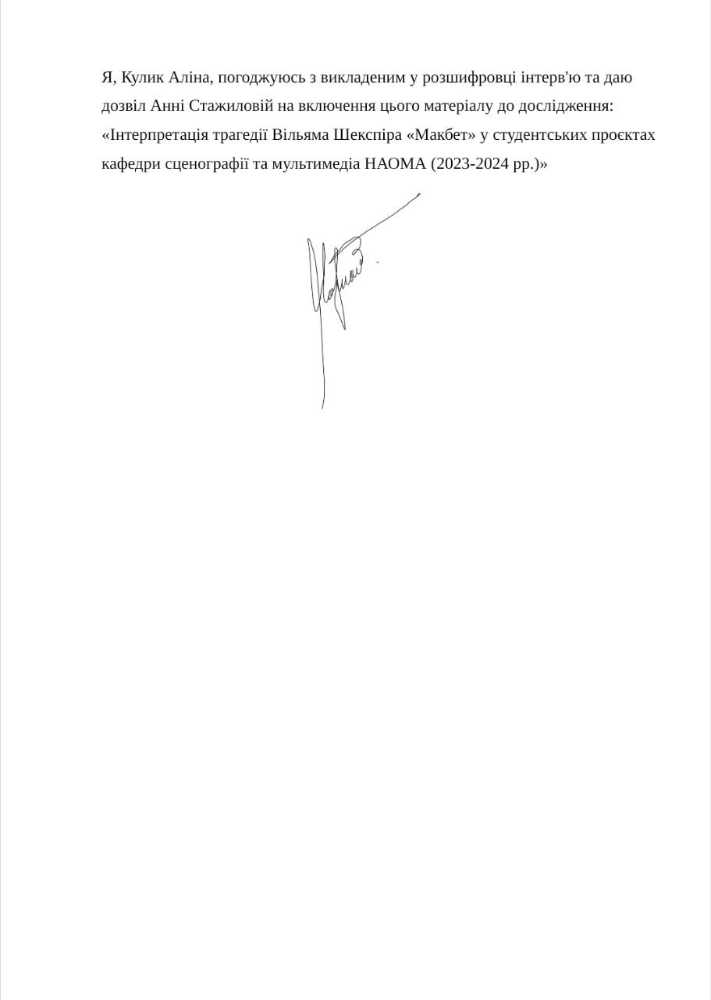 Я, Кулик Аліна, погоджуюсь з викладеним у розшифровці інтерв'ю та даю
дозвіл Анні Стажиловій на включення цього матеріалу до дослідження:
«Інтерпретація трагедії Вільяма Шекспіра «Макбет» у студентських проєктах
кафедри сценографії та мультимедіа НАОМА (2023-2024 рр.)»